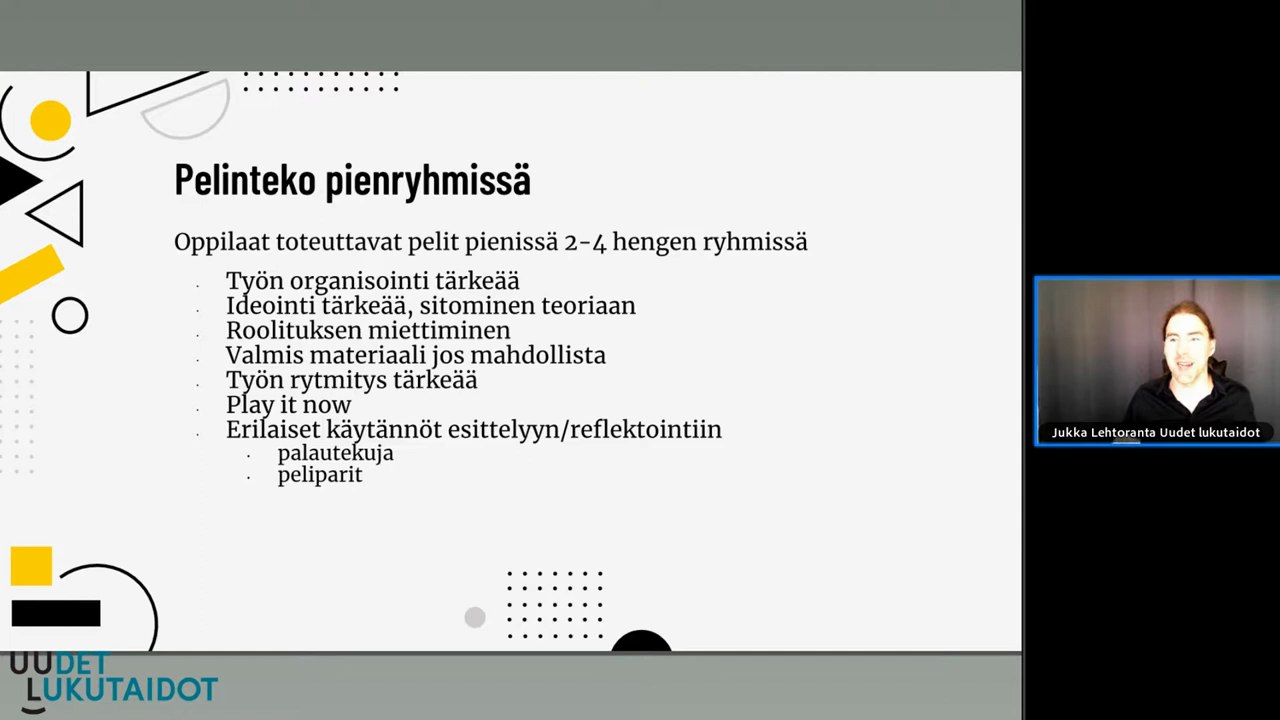 Pelinteko pienryhmissä
Oppilaat toteuttavat pelit pienissä 2-4 hengen ryhmissä
Työn organisointi tärkeää
Ideointi tärkeää, sitominen teoriaan
Roolituksen miettiminen
Valmis materiaali jos mahdollista
Työn rytmitys tärkeää
Play it now
Erilaiset käytännöt esittelyyn/reflektointiin
palautekuja
peliparit
Jukka Lehtoranta Uudet lukutaidot
UUDET
LUKUTAIDOT